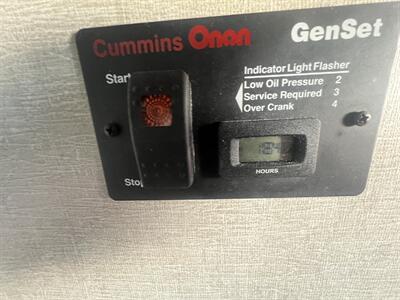 Cummins Onan GenSet
Start
Indicator Light Flasher
Low Oil Pressure 2
Service Required 3
Over Crank 4
Stop
HOURS